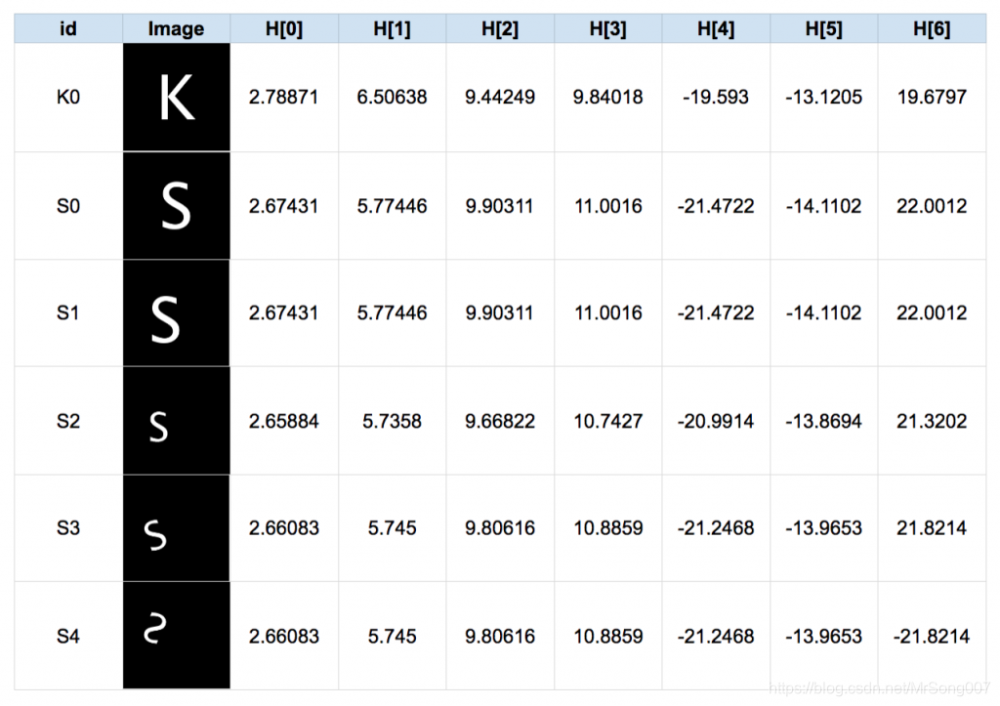 id Image H[0] H[1] H[2] H[3] H[4] H[5] H[6]
K0 K 2.78871 6.50638 9.44249 9.84018 -19.593 -13.1205 19.6797
S0 S 2.67431 5.77446 9.90311 11.0016 -21.4722 -14.1102 22.0012
S1 S 2.67431 5.77446 9.90311 11.0016 -21.4722 -14.1102 22.0012
S2 S 2.65884 5.7358 9.66822 10.7427 -20.9914 -13.8694 21.3202
S3 S 2.66083 5.745 9.80616 10.8859 -21.2468 -13.9653 21.8214
S4 S 2.66083 5.745 9.80616 10.8859 -21.2468 -13.9653 -21.8214
https://blog.csdn.net/MrSong007